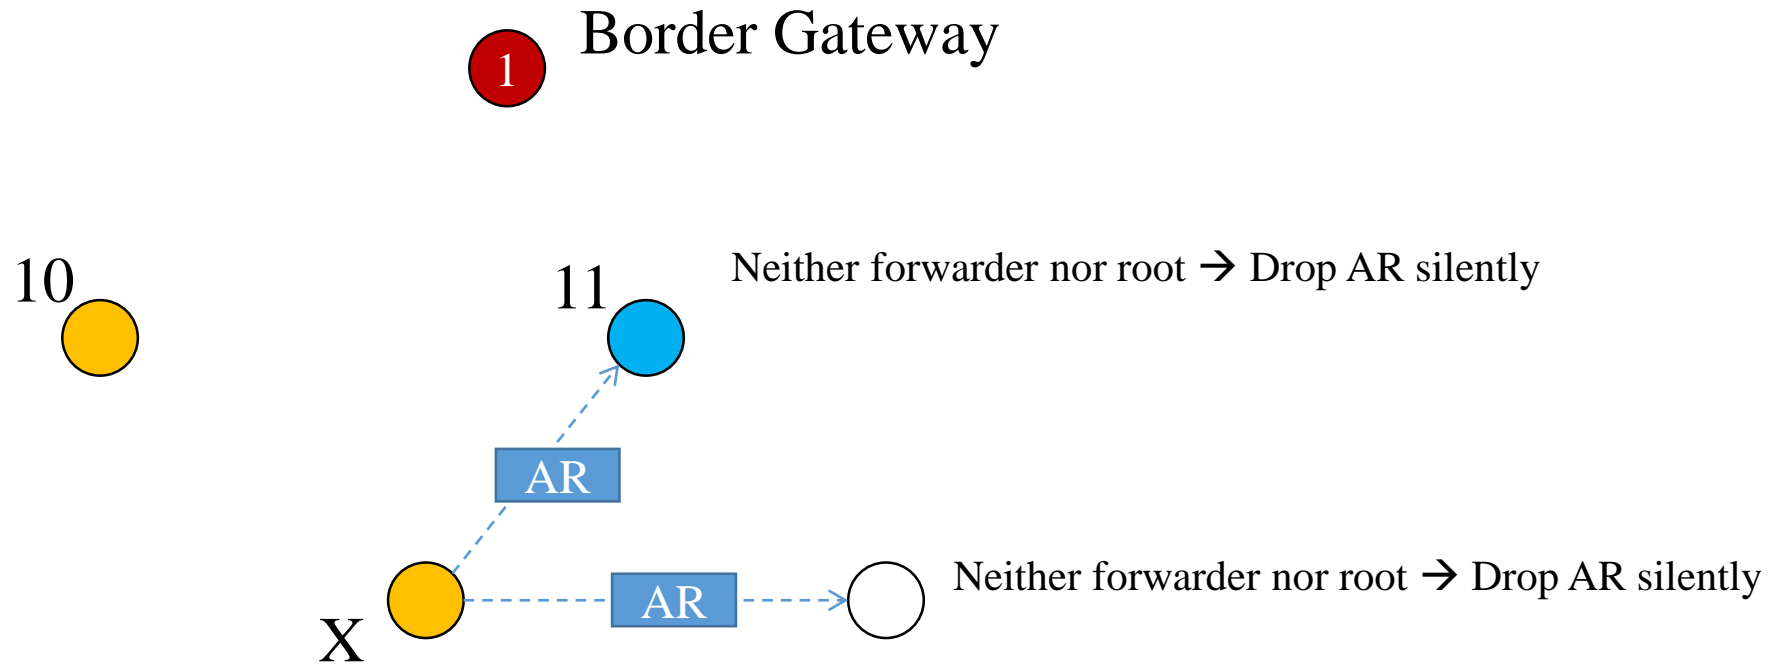 Border Gateway
1
10
11
Neither forwarder nor root → Drop AR silently
AR
Neither forwarder nor root → Drop AR silently
AR
X